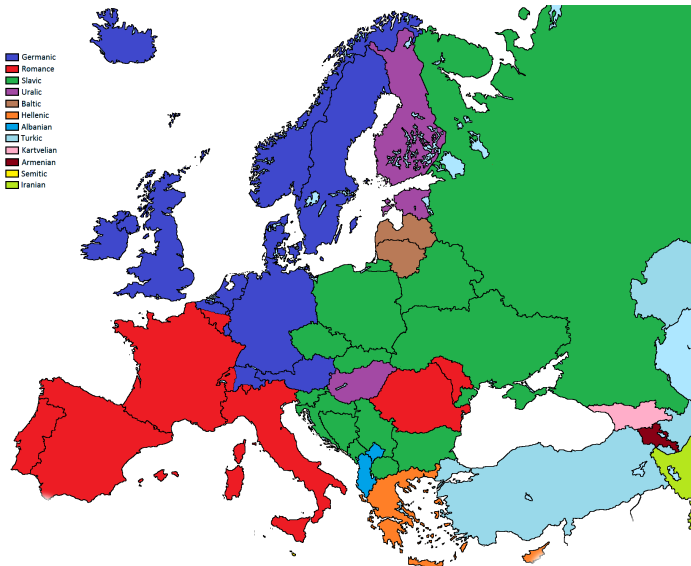 Germanic
Romance
Slavic
Uralic
Baltic
Hellenic
Albanian
Turkic
Kartvelian
Armenian
Semitic
Iranian